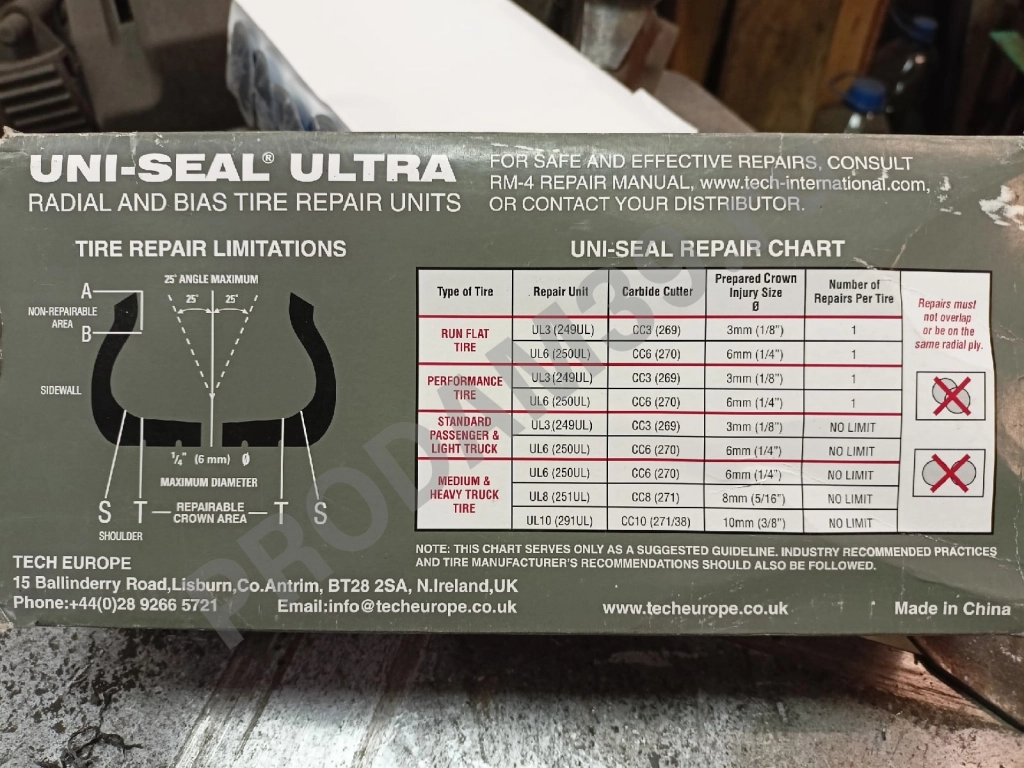 UNI-SEAL® ULTRA
RADIAL AND BIAS TIRE REPAIR UNITS
FOR SAFE AND EFFECTIVE REPAIRS, CONSULT
RM-4 REPAIR MANUAL, www.tech-international.com,
OR CONTACT YOUR DISTRIBUTOR.
TIRE REPAIR LIMITATIONS
25° ANGLE MAXIMUM
25° 25°
A
NON-REPAIRABLE
AREA
B
SIDEWALL
1/4" (6 mm) Ø
MAXIMUM DIAMETER
S T REPAIRABLE T S
CROWN AREA
SHOULDER
UNI-SEAL REPAIR CHART
Type of Tire Repair Unit Carbide Cutter Prepared Crown Injury Size Ø Number of Repairs Per Tire
RUN FLAT TIRE UL3 (249UL) CC3 (269) 3mm (1/8") 1
UL6 (250UL) CC6 (270) 6mm (1/4") 1
PERFORMANCE TIRE UL3 (249UL) CC3 (269) 3mm (1/8") 1
UL6 (250UL) CC6 (270) 6mm (1/4") 1
STANDARD PASSENGER & LIGHT TRUCK UL3 (249UL) CC3 (269) 3mm (1/8") NO LIMIT
UL6 (250UL) CC6 (270) 6mm (1/4") NO LIMIT
MEDIUM & HEAVY TRUCK TIRE UL6 (250UL) CC6 (270) 6mm (1/4") NO LIMIT
UL8 (251UL) CC8 (271) 8mm (5/16") NO LIMIT
UL10 (291UL) CC10 (271/38) 10mm (3/8") NO LIMIT
Repairs must
not overlap
or be on the
same radial ply.
NOTE: THIS CHART SERVES ONLY AS A SUGGESTED GUIDELINE. INDUSTRY RECOMMENDED PRACTICES
AND TIRE MANUFACTURER'S RECOMMENDATIONS SHOULD ALSO BE FOLLOWED.
TECH EUROPE
15 Ballinderry Road,Lisburn,Co.Antrim, BT28 2SA, N.Ireland,UK
Phone:+44(0)28 9266 5721 Email:info@techeurope.co.uk www.techeurope.co.uk Made in China